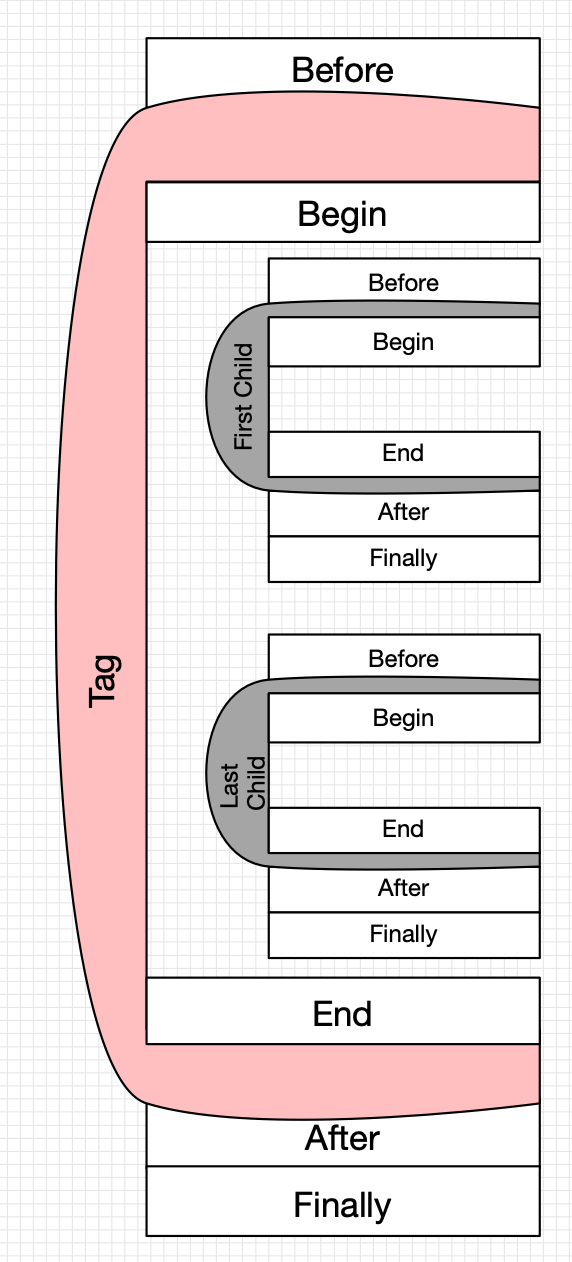 Before
Begin
Before
Begin
First Child
End
After
Finally
Tag
Before
Begin
Last
Child
End
After
Finally
End
After
Finally